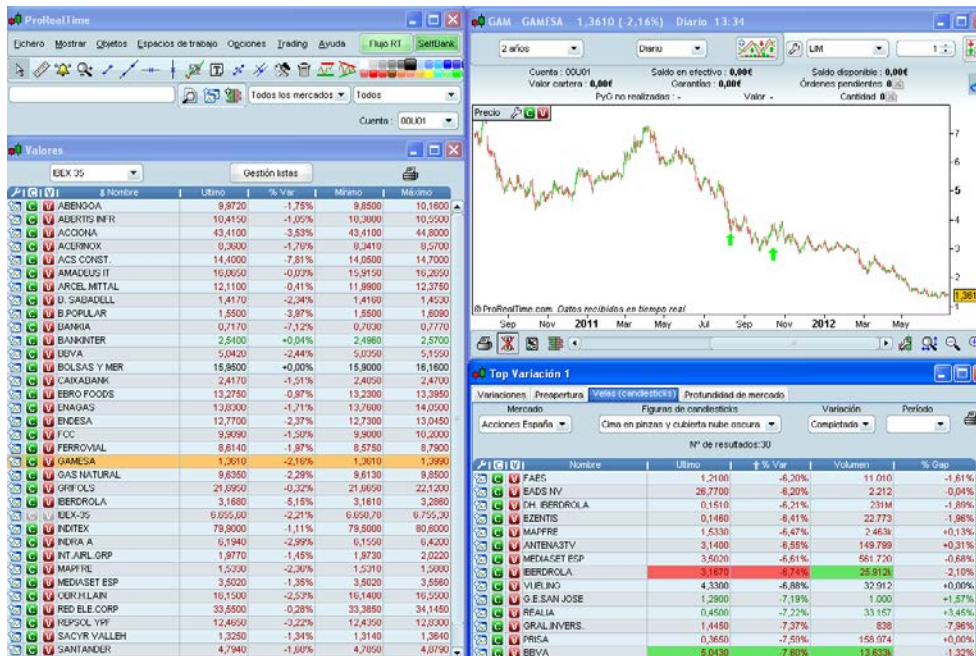 ProRealTime
Fichero Mostrar Objetos Espacios de trabajo Opciones Trading Ayuda Flujo RT SelfBank
Todos los mercados Todos
Cuenta : 00U01
Valores
IBEX 35 Gestión listas
C V Nombre Ultimo % Var Mínimo Máximo
ABENGOA 9,9720 -1,75% 9,8500 10,1600
ABERTIS INFR 10,4150 -1,05% 10,3800 10,5500
ACCIONA 43,4100 -3,53% 43,4100 44,8000
ACERINOX 8,3600 -1,76% 8,3410 8,5700
ACS CONST. 14,4000 -7,81% 14,0500 14,7000
AMADEUS IT 16,0650 -0,03% 15,9150 16,2650
ARCEL.MITTAL 12,1100 -0,41% 11,9900 12,3750
B. SABADELL 1,4170 -2,34% 1,4160 1,4530
B.POPULAR 1,5500 -3,97% 1,5500 1,6090
BANKIA 0,7170 -7,12% 0,7030 0,7770
BANKINTER 2,5400 +0,04% 2,4960 2,5700
BBVA 5,0420 -2,44% 5,0350 5,1550
BOLSAS Y MER 15,9500 +0,00% 15,9000 16,1600
CAIXABANK 2,4170 -1,51% 2,4050 2,4700
EBRO FOODS 13,2750 -0,97% 13,2300 13,3950
ENAGAS 13,8300 -1,71% 13,7600 14,0500
ENDESA 12,7700 -2,37% 12,7300 13,0450
FCC 9,9090 -1,50% 9,9000 10,2000
FERROVIAL 8,6140 -1,97% 8,5750 8,7900
GAMESA 1,3610 -2,16% 1,3610 1,3990
GAS NATURAL 9,6350 -2,29% 9,6130 9,8500
GRIFOLS 21,6950 -0,32% 21,6650 22,1200
IBERDROLA 3,1680 -5,15% 3,1610 3,2860
IBEX-35 6.655,60 -2,21% 6.650,70 6.755,30
INDITEX 79,9000 -1,11% 79,5000 80,6000
INDRA A 6,1940 -2,99% 6,1550 6,4200
INT.AIRL.GRP 1,9770 -1,45% 1,9730 2,0220
MAPFRE 1,5330 -2,36% 1,5310 1,5800
MEDIASET ESP 3,5020 -1,35% 3,5020 3,5560
OBR.H.LAIN 16,1500 -2,53% 16,1400 16,5500
RED ELE.CORP 33,5500 -0,28% 33,3850 34,1450
REPSOL YPF 12,4650 -3,22% 12,4350 12,8300
SACYR VALLEH 1,3250 -1,34% 1,3140 1,3640
SANTANDER 4,7940 -1,60% 4,7850 4,8790
GAM - GAMESA 1,3610 (-2,16%) Diario 13:34
2 años Diario LIM 1
Cuenta : 00U01 Saldo en efectivo : 0,00€ Saldo disponible : 0,00€
Valor cartera : 0,00€ Garantías : 0,00€ Órdenes pendientes 0
PyG no realizadas : - Valor - Cantidad 0
Precio C V
7
5
3
2
1,361
1
© ProRealTime.com Datos recibidos en tiempo real
Sep Nov 2011 Mar May Jul Sep Nov 2012 Mar May
Top Variación 1
Variaciones Preapertura Velas (candlesticks) Profundidad de mercado
Mercado Figuras de candlesticks Variación Período
Acciones España Cima en pinzas y cubierta nube oscura Completado
Nº de resultados:30
C V Nombre Ultimo % Var Volumen % Gap
FAES 1,2100 -6,20% 11.010 -1,61%
EADS NV 26,7700 -6,20% 2.212 -0,04%
DH. IBERDROLA 0,1510 -6,21% 231M -1,89%
EZENTIS 0,1460 -6,41% 22.773 -1,96%
MAPFRE 1,5330 -6,47% 2 463k +0,13%
ANTENA3TV 3,1400 -6,55% 149.799 +0,31%
MEDIASET ESP 3,5020 -6,61% 561.720 -0,68%
IBERDROLA 3,1670 -6,74% 25.912k -2,10%
VUELING 4,3300 -6,88% 32.912 +0,00%
G.E.SAN JOSE 1,2900 -7,19% 1.000 +1,57%
REALIA 0,4500 -7,22% 33.157 +3,45%
GRAL.INVERS. 1,4450 -7,37% 838 -7,96%
PRISA 0,3650 -7,59% 158.974 +0,00%
BBVA 5,0430 -7,60% 13.633k -1,32%